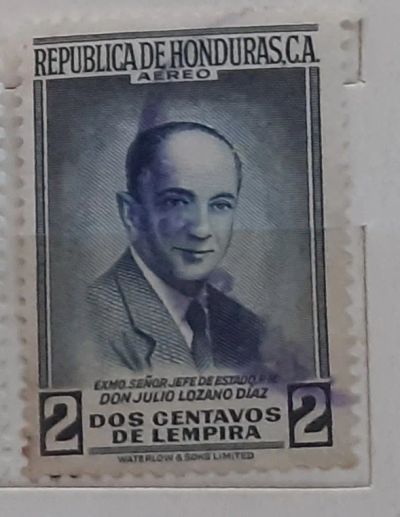 REPUBLICA DE HONDURAS, C.A.
AEREO
EXMO. SEÑOR JEFE DE ESTADO,
DON JULIO LOZANO DÍAZ
2 DOS CENTAVOS 2
DE LEMPIRA
WATERLOW & SONS LIMITED